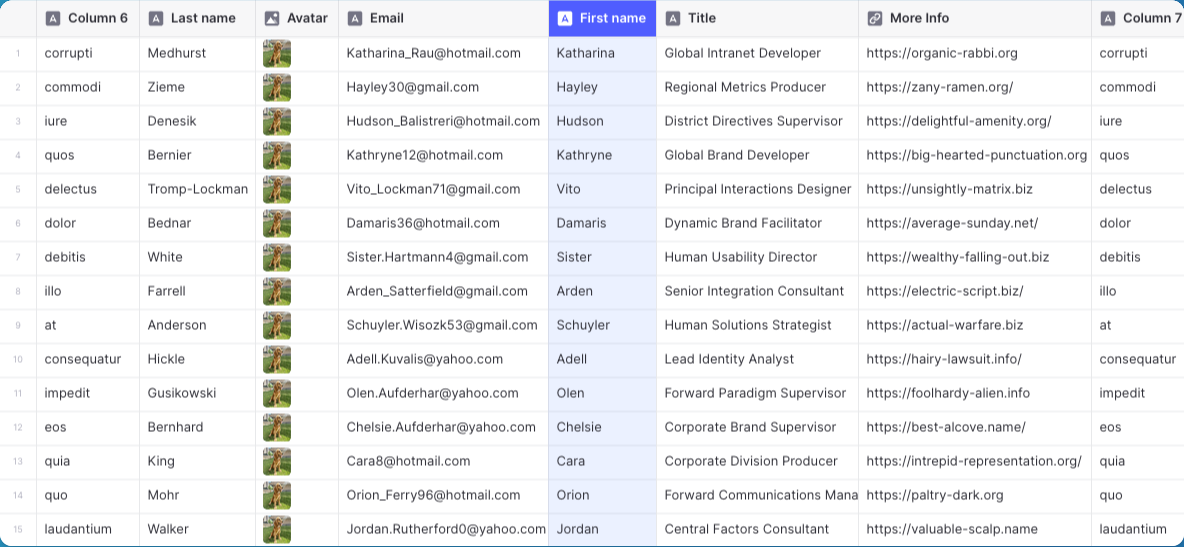 Column 6 Last name Avatar Email First name Title More Info Column 7
1 corrupti Medhurst Katharina_Rau@hotmail.com Katharina Global Intranet Developer https://organic-rabbi.org corrupti
2 commodi Zieme Hayley30@gmail.com Hayley Regional Metrics Producer https://zany-ramen.org/ commodi
3 iure Denesik Hudson_Balistreri@hotmail.com Hudson District Directives Supervisor https://delightful-amenity.org/ iure
4 quos Bernier Kathryne12@hotmail.com Kathryne Global Brand Developer https://big-hearted-punctuation.org quos
5 delectus Tromp-Lockman Vito_Lockman71@gmail.com Vito Principal Interactions Designer https://unsightly-matrix.biz delectus
6 dolor Bednar Damaris36@hotmail.com Damaris Dynamic Brand Facilitator https://average-sunday.net/ dolor
7 debitis White Sister.Hartmann4@gmail.com Sister Human Usability Director https://wealthy-falling-out.biz debitis
8 illo Farrell Arden_Satterfield@gmail.com Arden Senior Integration Consultant https://electric-script.biz/ illo
9 at Anderson Schuyler.Wisozk53@gmail.com Schuyler Human Solutions Strategist https://actual-warfare.biz at
10 consequatur Hickle Adell.Kuvalis@yahoo.com Adell Lead Identity Analyst https://hairy-lawsuit.info/ consequatur
11 impedit Gusikowski Olen.Aufderhar@yahoo.com Olen Forward Paradigm Supervisor https://foolhardy-alien.info impedit
12 eos Bernhard Chelsie.Aufderhar@yahoo.com Chelsie Corporate Brand Supervisor https://best-alcove.name/ eos
13 quia King Cara8@hotmail.com Cara Corporate Division Producer https://intrepid-representation.org/ quia
14 quo Mohr Orion_Ferry96@hotmail.com Orion Forward Communications Mana https://paltry-dark.org quo
15 laudantium Walker Jordan.Rutherford0@yahoo.com Jordan Central Factors Consultant https://valuable-scalp.name laudantium